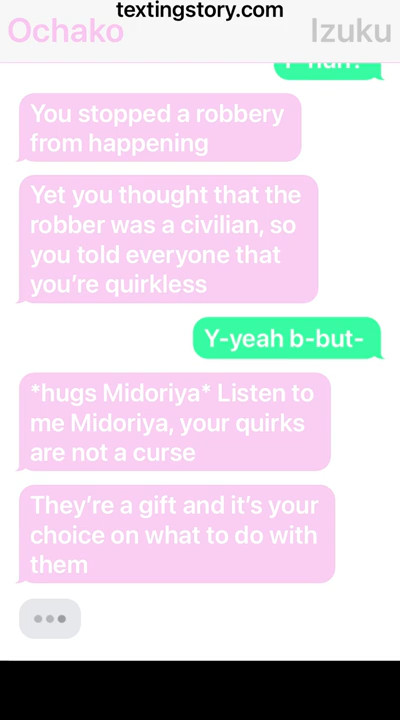 textingstory.com
Ochako
Izuku
You stopped a robbery
from happening
Yet you thought that the
robber was a civilian, so
you told everyone that
you're quirkless
Y-yeah b-but-
*hugs Midoriya* Listen to
me Midoriya, your quirks
are not a curse
They're a gift and it's your
choice on what to do with
them